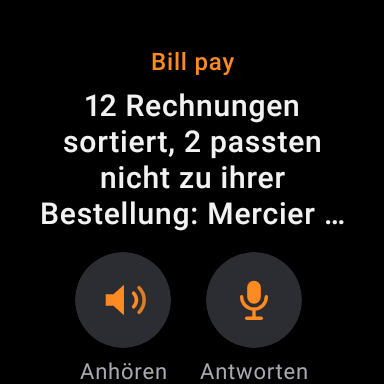 Bill pay
12 Rechnungen
sortiert, 2 passten
nicht zu ihrer
Bestellung: Mercier …
Anhören
Antworten